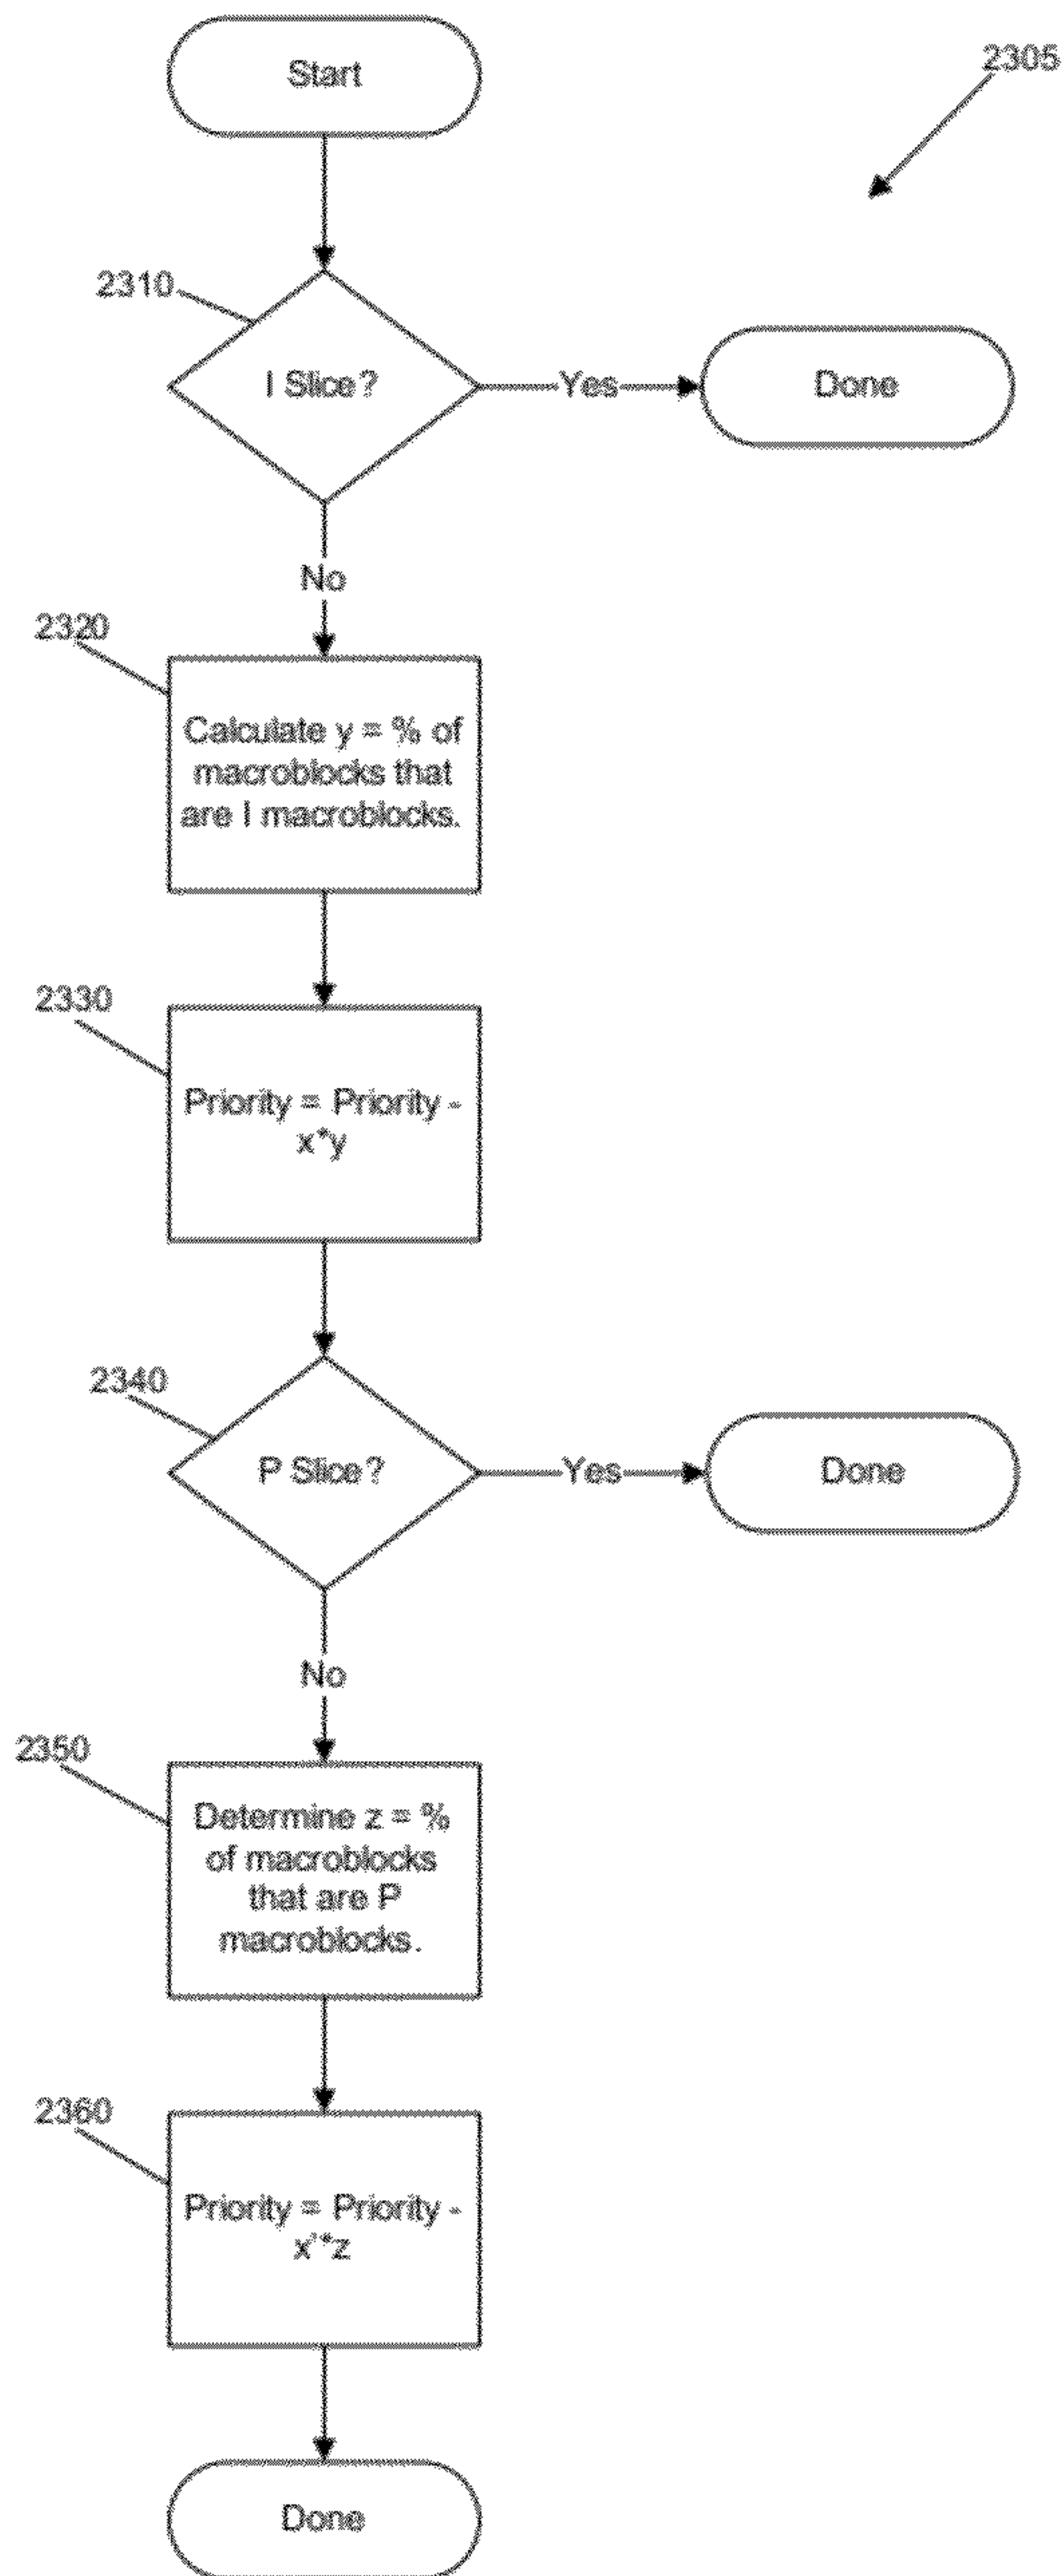 Start
2305
2310
I Slice?
Yes
Done
No
2320
Calculate y = % of
macroblocks that
are I macroblocks.
2330
Priority = Priority -
x*y
2340
P Slice?
Yes
Done
No
2350
Determine z = %
of macroblocks
that are P
macroblocks.
2360
Priority = Priority -
x'*z
Done